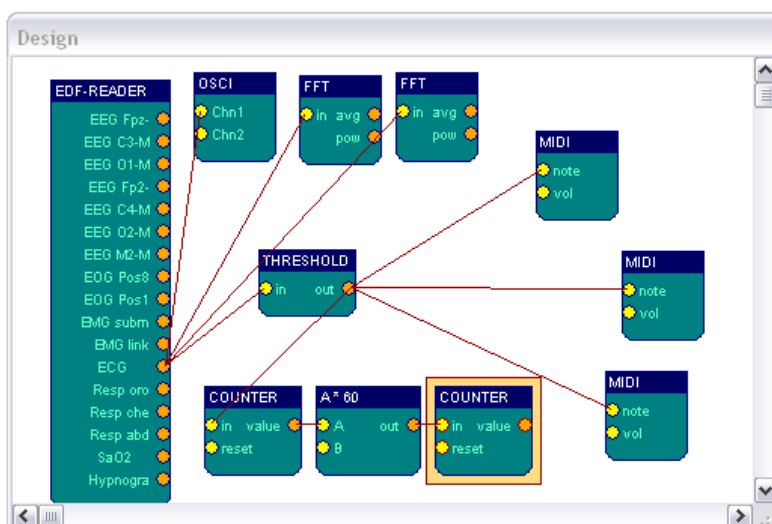 Design
EDF-READER
EEG Fpz-
EEG C3-M
EEG O1-M
EEG Fp2-
EEG C4-M
EEG O2-M
EEG M2-M
EOG Pos8
EOG Pos1
EMG subm
EMG link
ECG
Resp oro
Resp che
Resp abd
SaO2
Hypnogra
OSCI
Chn1
Chn2
FFT
in avg
pow
FFT
in avg
pow
MIDI
note
vol
THRESHOLD
in out
MIDI
note
vol
COUNTER
in value
reset
A * 60
A out
B
COUNTER
in value
reset
MIDI
note
vol